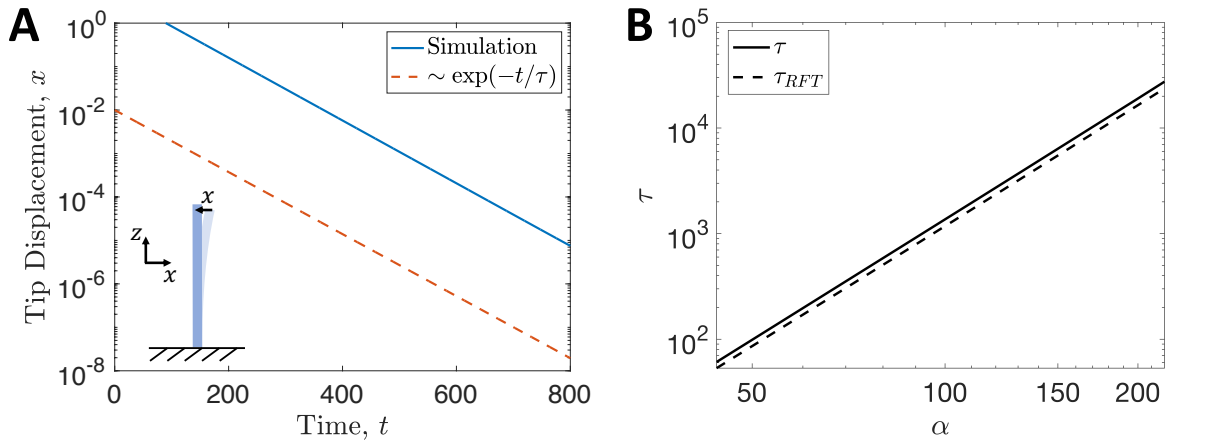 A
Tip Displacement, x
10^0
10^-2
10^-4
10^-6
10^-8
Simulation
∼ exp(−t/τ)
x
z
x
0
200
400
600
800
Time, t
B
τ
10^5
10^4
10^3
10^2
τ
τ_RFT
50
100
150
200
α